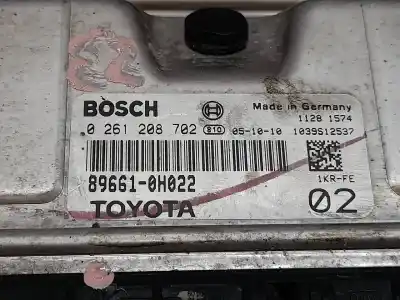 BOSCH
Made in Germany
1128 1574
0 261 208 702 S10 05-10-10 1039S12537
89661-0H022
1KR-FE
TOYOTA
02